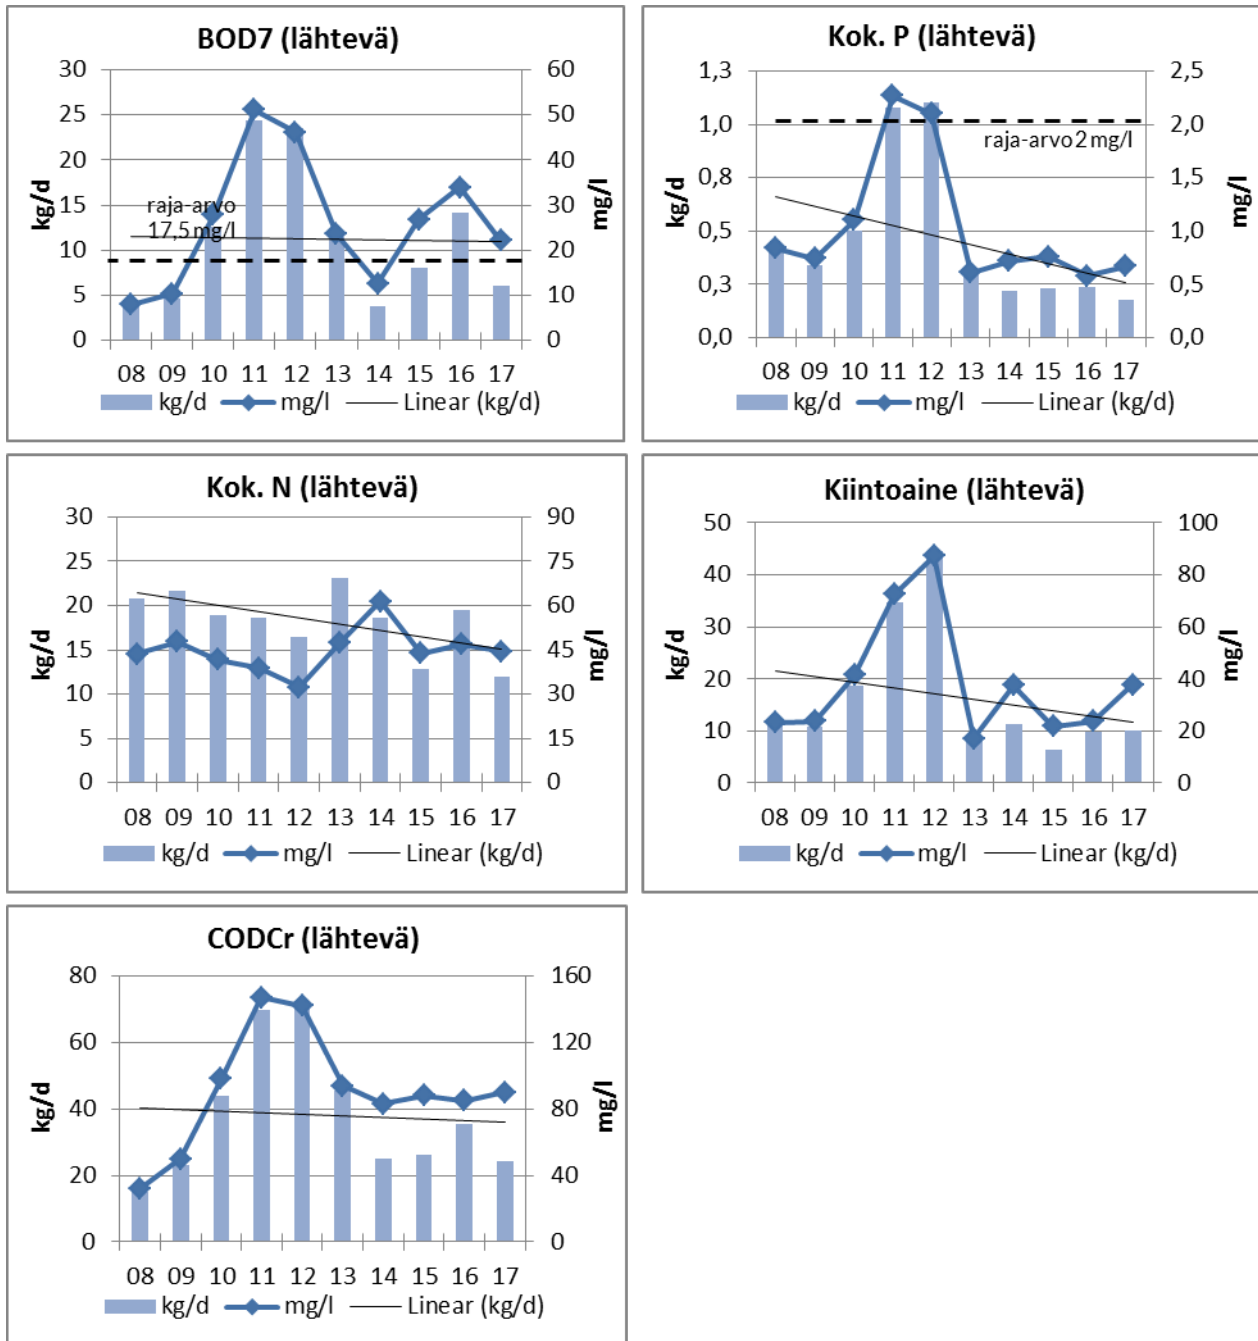 BOD7 (lähtevä)
30 25 20 15 10 5 0
kg/d
60 50 40 30 20 10 0
mg/l
raja-arvo
17,5 mg/l
08 09 10 11 12 13 14 15 16 17
kg/d mg/l Linear (kg/d)
Kok. P (lähtevä)
1,3 1,0 0,8 0,5 0,3 0,0
kg/d
2,5 2,0 1,5 1,0 0,5 0,0
mg/l
raja-arvo 2 mg/l
08 09 10 11 12 13 14 15 16 17
kg/d mg/l Linear (kg/d)
Kok. N (lähtevä)
30 25 20 15 10 5 0
kg/d
90 75 60 45 30 15 0
mg/l
08 09 10 11 12 13 14 15 16 17
kg/d mg/l Linear (kg/d)
Kiintoaine (lähtevä)
50 40 30 20 10 0
kg/d
100 80 60 40 20 0
mg/l
08 09 10 11 12 13 14 15 16 17
kg/d mg/l Linear (kg/d)
CODCr (lähtevä)
80 60 40 20 0
kg/d
160 120 80 40 0
mg/l
08 09 10 11 12 13 14 15 16 17
kg/d mg/l Linear (kg/d)